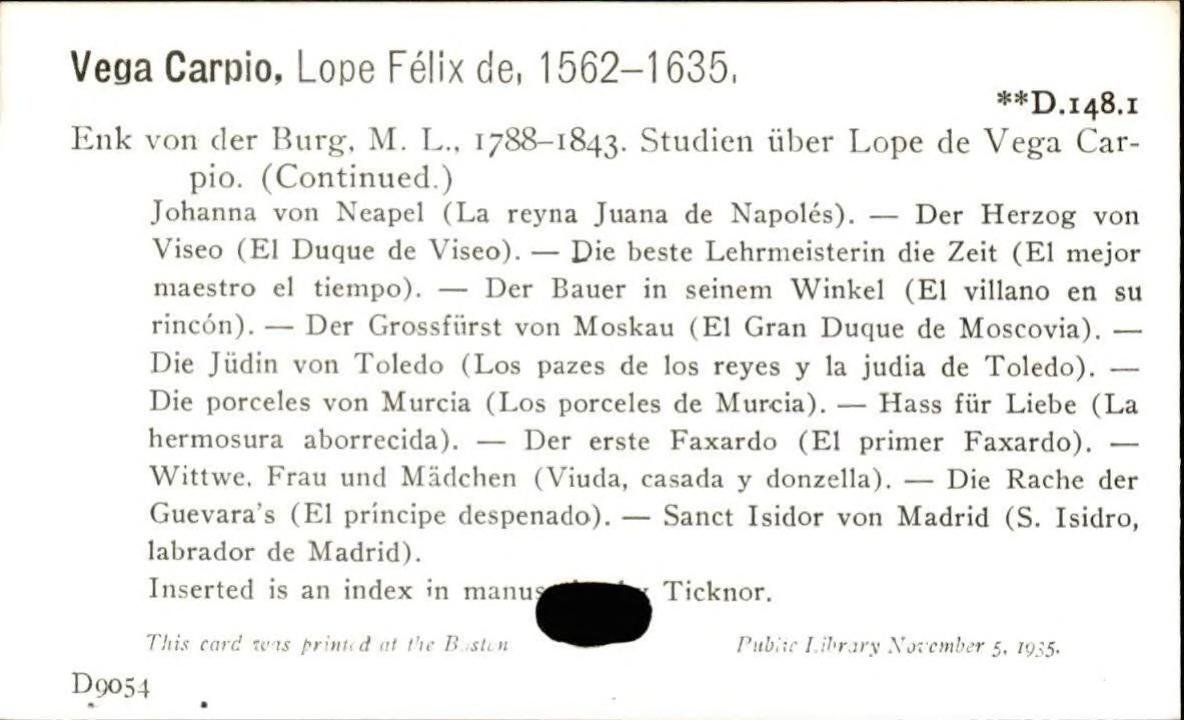 Vega Carpio, Lope Félix de, 1562–1635.
**D.148.1
Enk von der Burg, M. L., 1788–1843. Studien über Lope de Vega Car-
pio. (Continued.)
Johanna von Neapel (La reyna Juana de Napolés). — Der Herzog von
Viseo (El Duque de Viseo). — Die beste Lehrmeisterin die Zeit (El mejor
maestro el tiempo). — Der Bauer in seinem Winkel (El villano en su
rincón). — Der Grossfürst von Moskau (El Gran Duque de Moscovia). —
Die Jüdin von Toledo (Los pazes de los reyes y la judia de Toledo). —
Die porceles von Murcia (Los porceles de Murcia). — Hass für Liebe (La
hermosura aborrecida). — Der erste Faxardo (El primer Faxardo). —
Wittwe, Frau und Mädchen (Viuda, casada y donzella). — Die Rache der
Guevara's (El príncipe despenado). — Sanct Isidor von Madrid (S. Isidro,
labrador de Madrid).
Inserted is an index in Ticknor.
This card was printed at the Boston Public Library November 5, 1935.
D9054